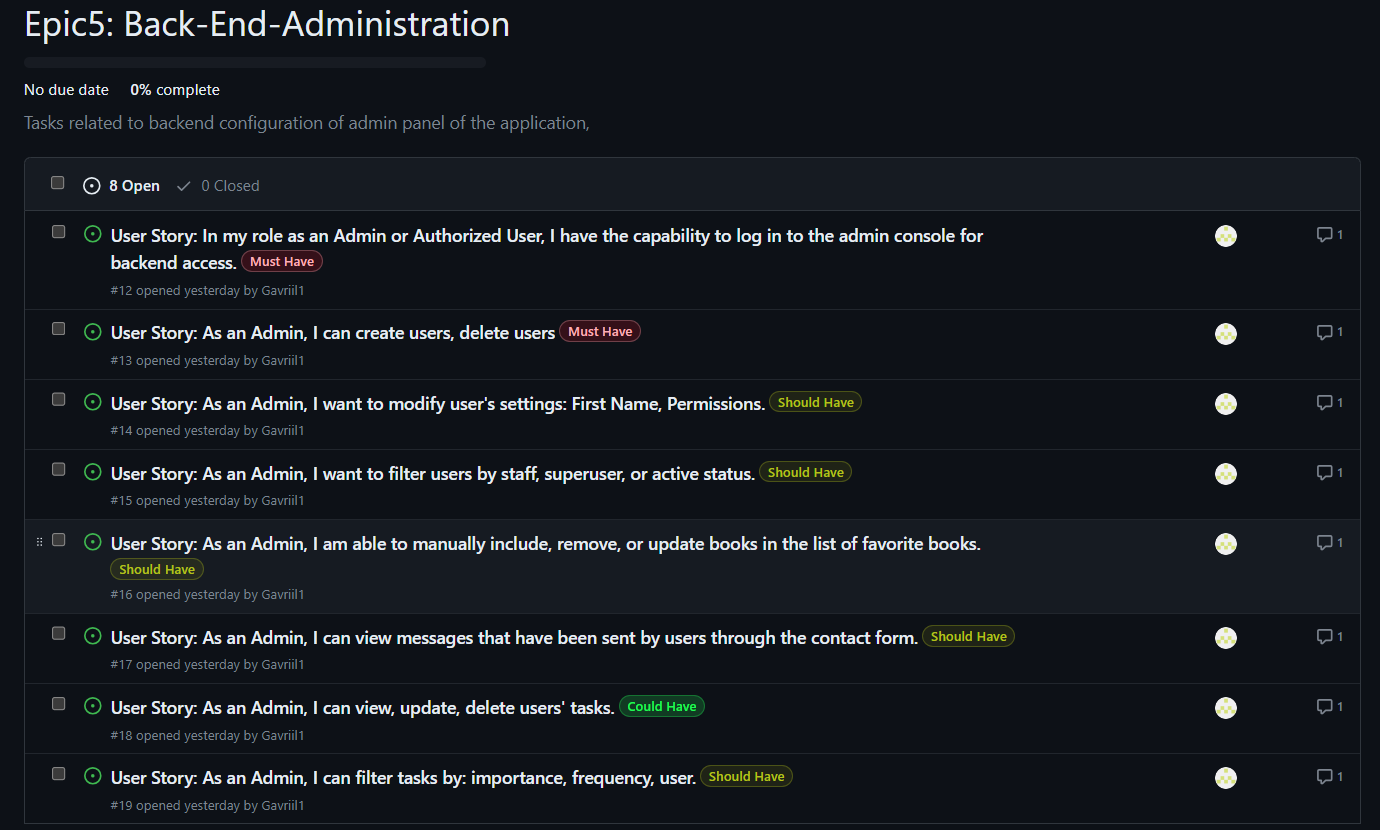 Epic5: Back-End-Administration
No due date 0% complete
Tasks related to backend configuration of admin panel of the application,
8 Open 0 Closed
User Story: In my role as an Admin or Authorized User, I have the capability to log in to the admin console for
backend access. Must Have 1
#12 opened yesterday by Gavriil1
User Story: As an Admin, I can create users, delete users Must Have 1
#13 opened yesterday by Gavriil1
User Story: As an Admin, I want to modify user's settings: First Name, Permissions. Should Have 1
#14 opened yesterday by Gavriil1
User Story: As an Admin, I want to filter users by staff, superuser, or active status. Should Have 1
#15 opened yesterday by Gavriil1
User Story: As an Admin, I am able to manually include, remove, or update books in the list of favorite books. 1
Should Have
#16 opened yesterday by Gavriil1
User Story: As an Admin, I can view messages that have been sent by users through the contact form. Should Have 1
#17 opened yesterday by Gavriil1
User Story: As an Admin, I can view, update, delete users' tasks. Could Have 1
#18 opened yesterday by Gavriil1
User Story: As an Admin, I can filter tasks by: importance, frequency, user. Should Have 1
#19 opened yesterday by Gavriil1